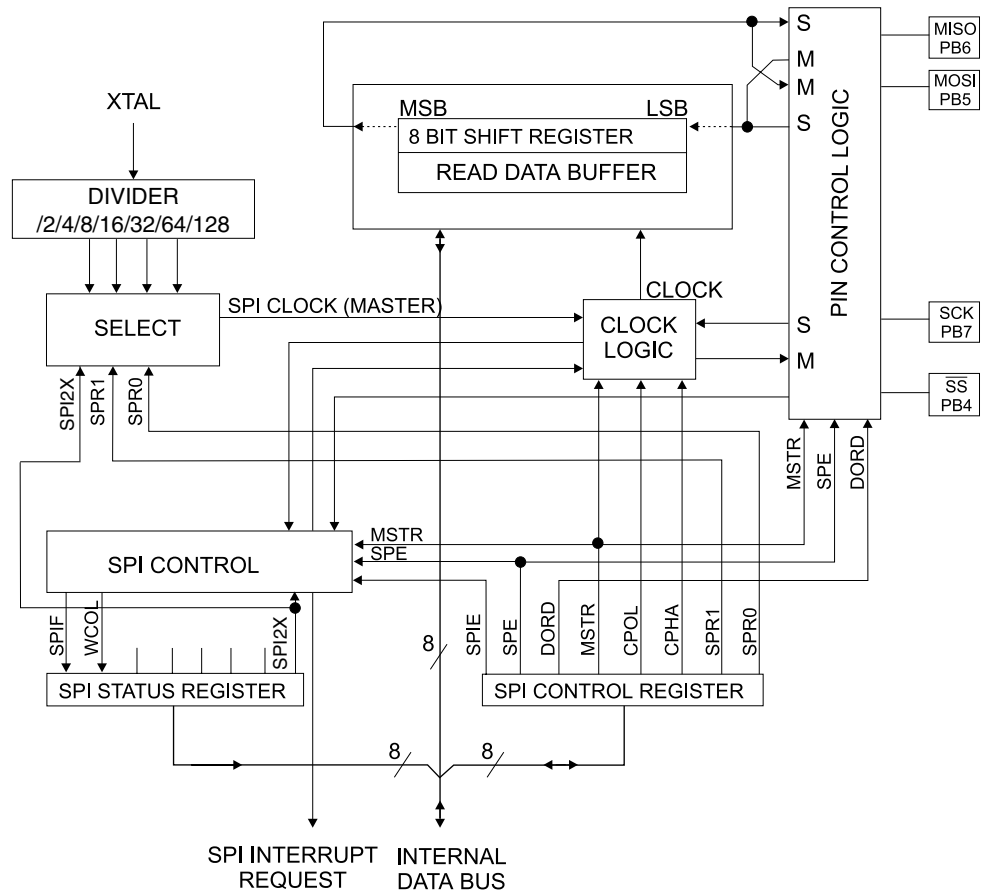 S
MISO
PB6
M
M
MOSI
PB5
XTAL
MSB
LSB
S
8 BIT SHIFT REGISTER
READ DATA BUFFER
DIVIDER
/2/4/8/16/32/64/128
PIN CONTROL LOGIC
SPI CLOCK (MASTER)
CLOCK
SELECT
CLOCK
LOGIC
S
M
SCK
PB7
SS
PB4
SPI2X
SPR1
SPR0
MSTR
SPE
DORD
MSTR
SPE
SPI CONTROL
SPIF
WCOL
SPI2X
8
SPIE
SPE
DORD
MSTR
CPOL
CPHA
SPR1
SPR0
SPI STATUS REGISTER
SPI CONTROL REGISTER
8
8
SPI INTERRUPT
REQUEST
INTERNAL
DATA BUS